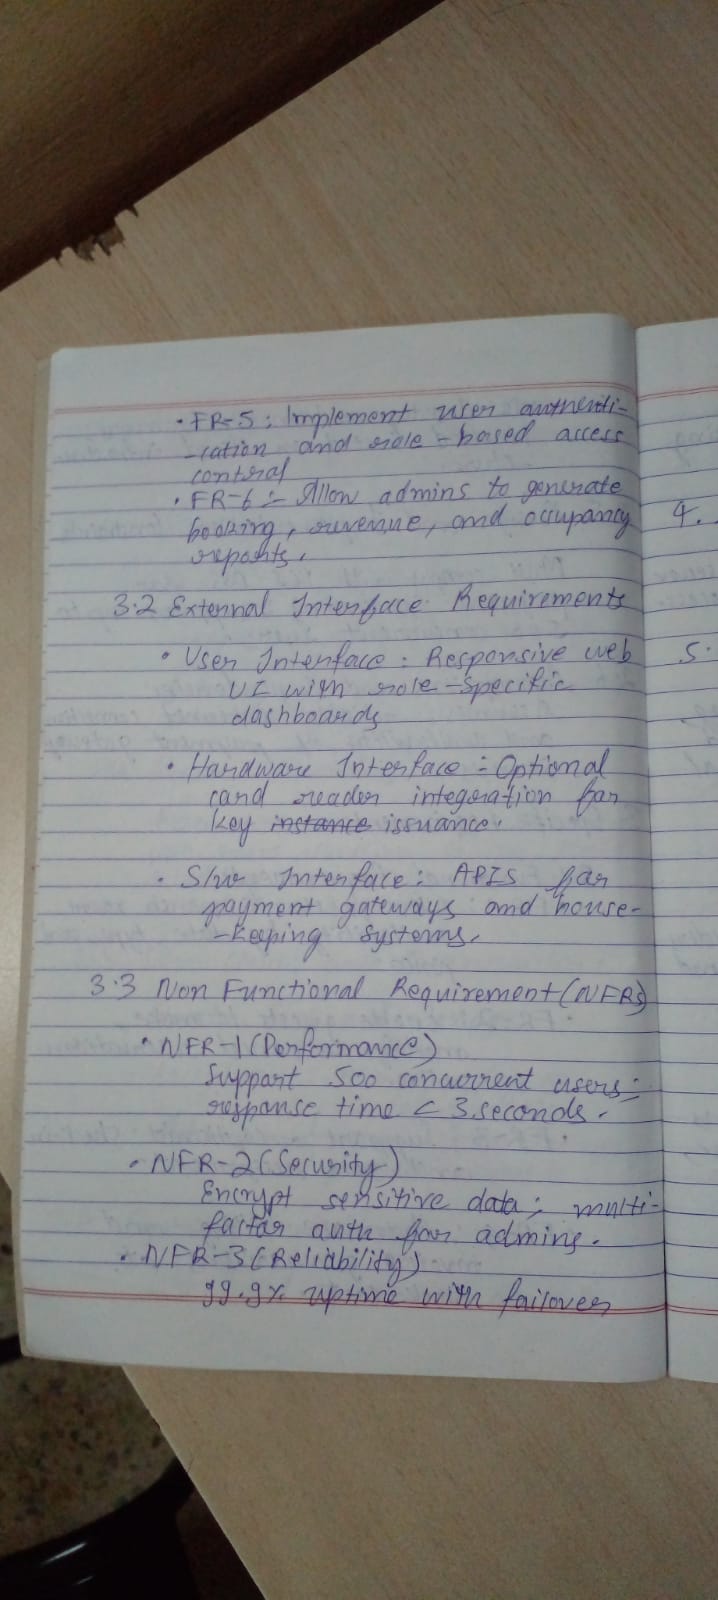 • FR-5 : Implement user authenti-
-cation and role-based access
control
• FR-6 :- Allow admins to generate
booking, revenue, and occupancy
reports.
3.2 External Interface Requirements
• User Interface : Responsive web
UI with role-specific
dashboards
• Hardware Interface :- Optional
card reader integration for
key instance issuance.
• S/w Interface : APIS for
payment gateways and house-
-keeping systems.
3.3 Non Functional Requirement (NFRs)
• NFR-1 (Performance)
Support 500 concurrent users;
response time < 3 seconds.
• NFR-2 (Security)
Encrypt sensitive data; multi-
factor auth for admins.
• NFR-3 (Reliability)
99.9% uptime with failover
4.
5.